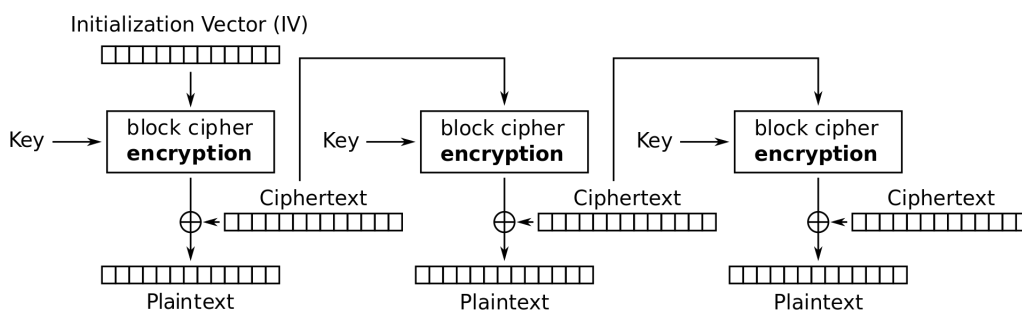 Initialization Vector (IV)
Key
block cipher
encryption
Ciphertext
Plaintext
Key
block cipher
encryption
Ciphertext
Plaintext
Key
block cipher
encryption
Ciphertext
Plaintext